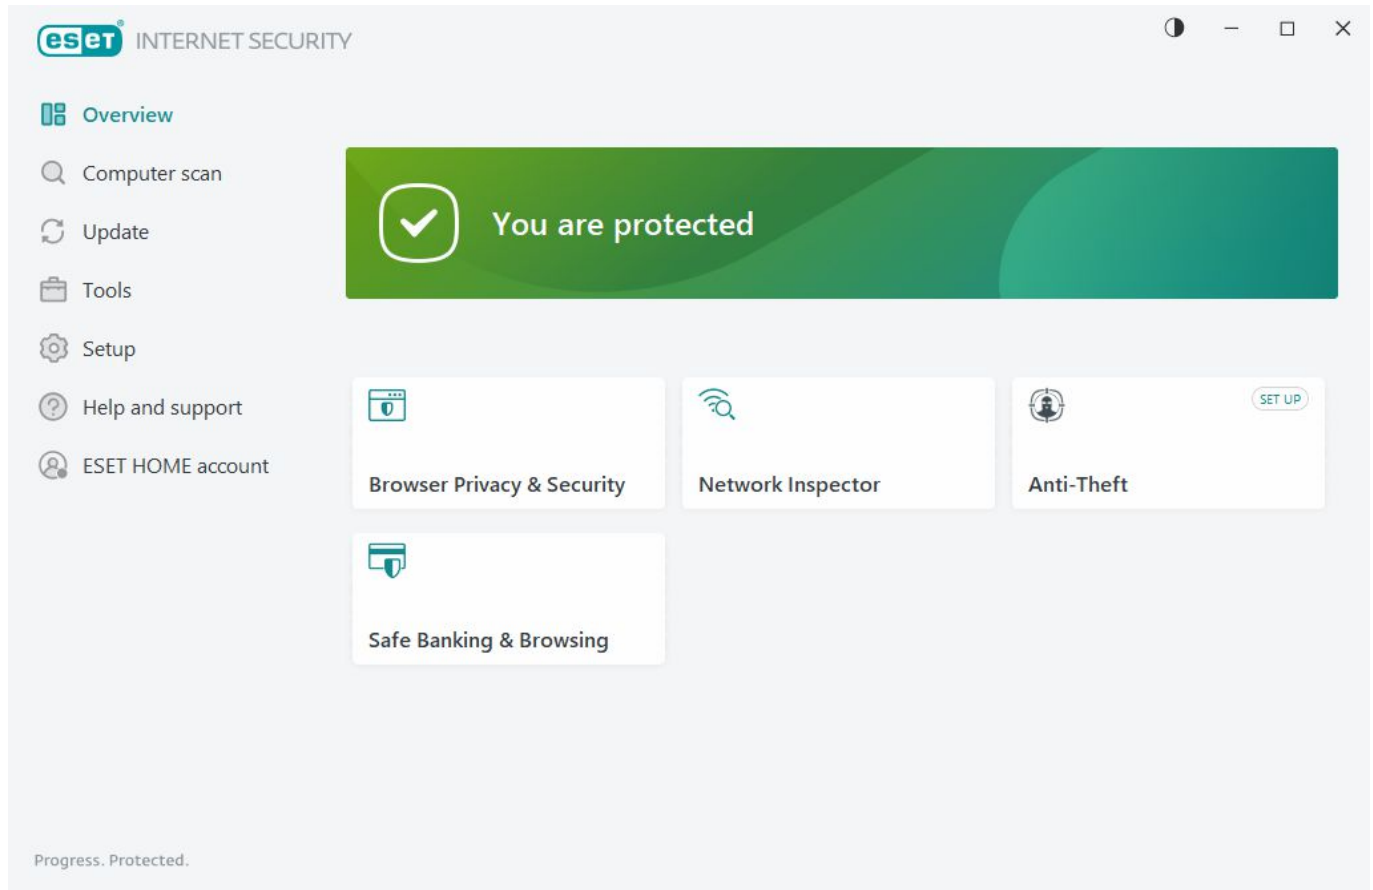 eset® INTERNET SECURITY
Overview
Computer scan
Update
Tools
Setup
Help and support
ESET HOME account
You are protected
Browser Privacy & Security
Network Inspector
SET UP
Anti-Theft
Safe Banking & Browsing
Progress. Protected.